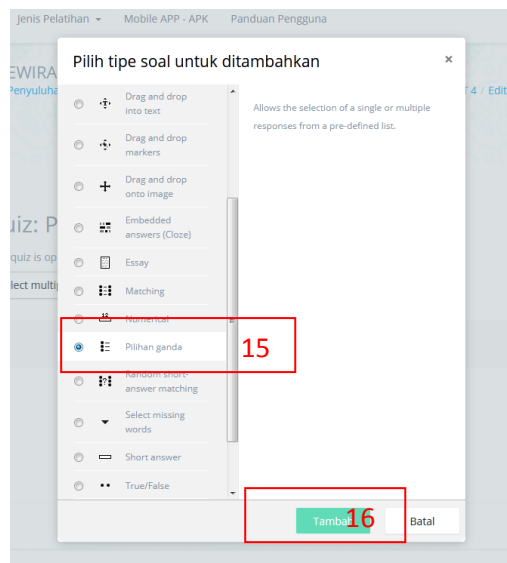 Jenis Pelatihan Mobile APP - APK Panduan Pengguna
Pilih tipe soal untuk ditambahkan ×
EWIRA
Penyuluha
4 / Edit
Drag and drop
into text
Allows the selection of a single or multiple
responses from a pre-defined list.
Drag and drop
markers
Drag and drop
onto image
uiz: P
Embedded
answers (Cloze)
quiz is op
Essay
lect multip
Matching
Numerical
Pilihan ganda
15
Random short-
answer matching
Select missing
words
Short answer
True/False
Tambah
16
Batal